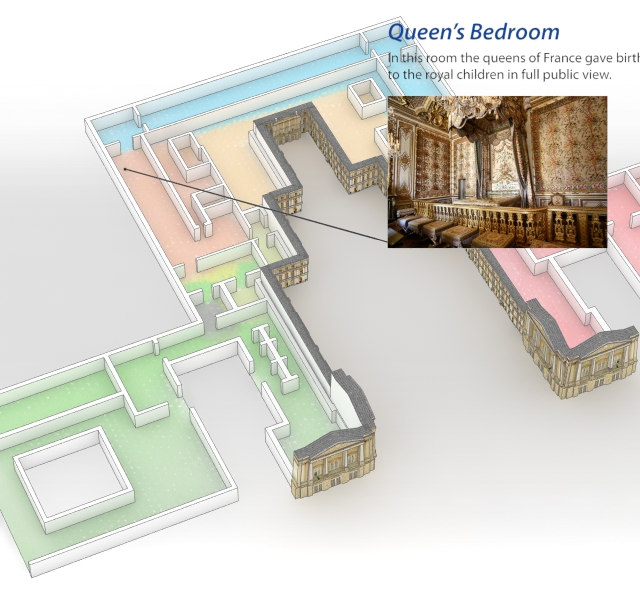 Queen's Bedroom
In this room the queens of France gave birth
to the royal children in full public view.